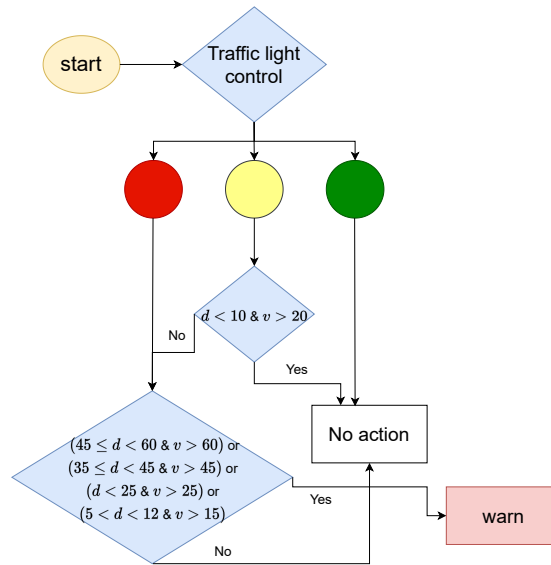 start
Traffic light
control
d < 10 & v > 20
No
Yes
No action
(45 ≤ d < 60 & v > 60) or
(35 ≤ d < 45 & v > 45) or
(d < 25 & v > 25) or
(5 < d < 12 & v > 15)
Yes
warn
No